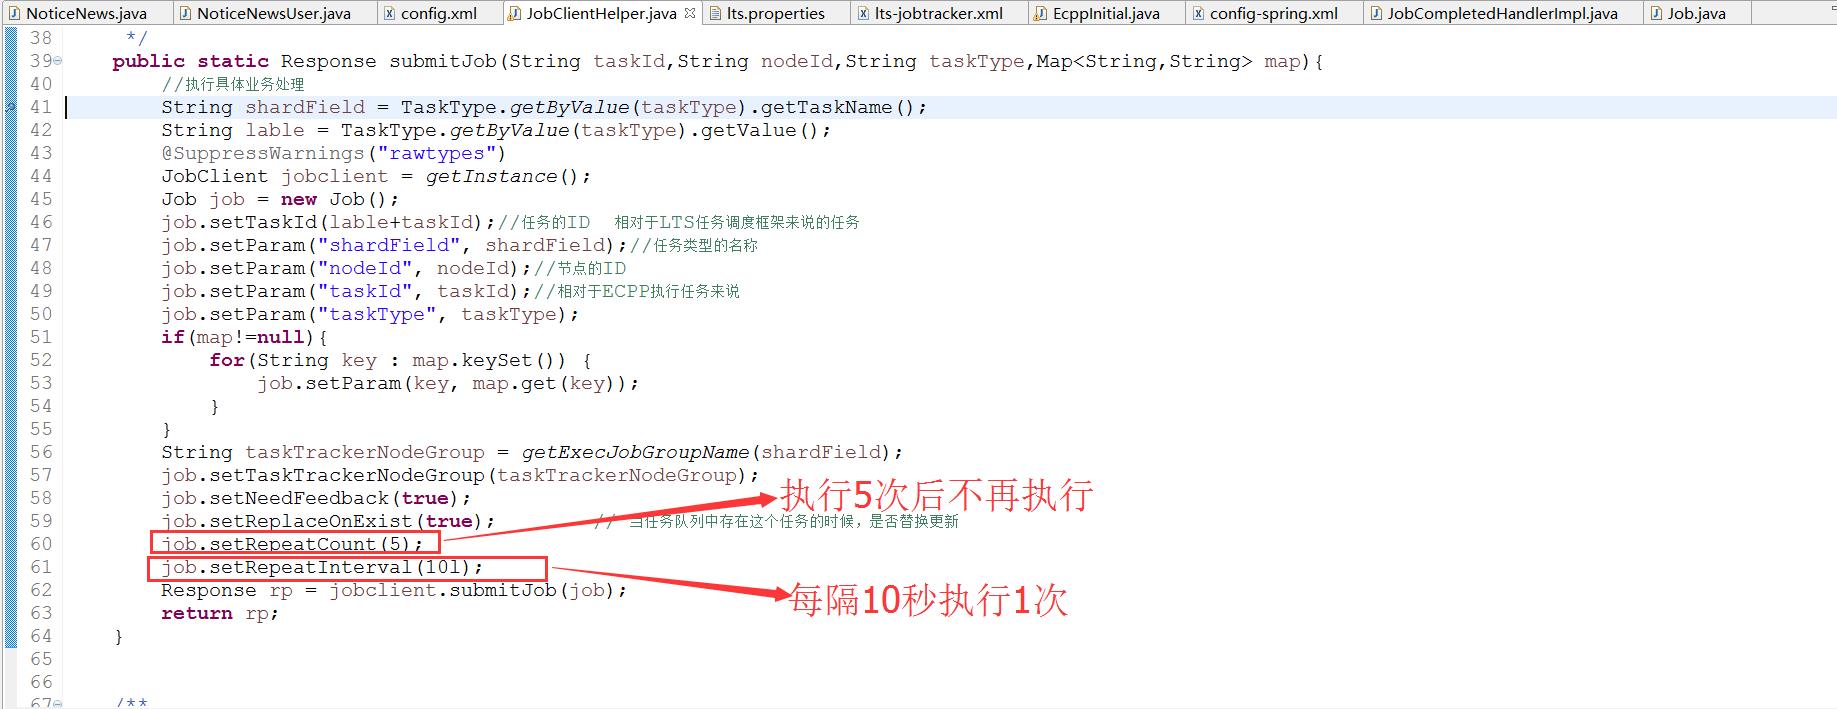 NoticeNews.java NoticeNewsUser.java config.xml JobClientHelper.java lts.properties lts-jobtracker.xml EcppInitial.java config-spring.xml JobCompletedHandlerImpl.java Job.java
38 */
39 public static Response submitJob(String taskId,String nodeId,String taskType,Map<String,String> map){
40 //执行具体业务处理
41 String shardField = TaskType.getByValue(taskType).getTaskName();
42 String lable = TaskType.getByValue(taskType).getValue();
43 @SuppressWarnings("rawtypes")
44 JobClient jobclient = getInstance();
45 Job job = new Job();
46 job.setTaskId(lable+taskId);//任务的ID 相对于LTS任务调度框架来说的任务
47 job.setParam("shardField", shardField);//任务类型的名称
48 job.setParam("nodeId", nodeId);//节点的ID
49 job.setParam("taskId", taskId);//相对于ECPP执行任务来说
50 job.setParam("taskType", taskType);
51 if(map!=null){
52 for(String key : map.keySet()) {
53 job.setParam(key, map.get(key));
54 }
55 }
56 String taskTrackerNodeGroup = getExecJobGroupName(shardField);
57 job.setTaskTrackerNodeGroup(taskTrackerNodeGroup);
执行5次后不再执行
58 job.setNeedFeedback(true);
59 job.setReplaceOnExist(true); // 当任务队列中存在这个任务的时候，是否替换更新
60 job.setRepeatCount(5);
61 job.setRepeatInterval(10l);
每隔10秒执行1次
62 Response rp = jobclient.submitJob(job);
63 return rp;
64 }
65
66
67 /**